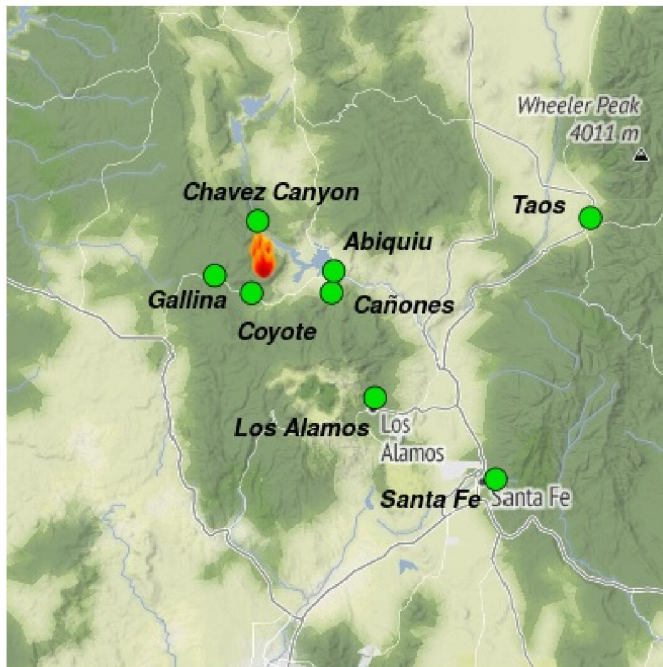 Wheeler Peak
4011 m
Chavez Canyon
Taos
Abiquiu
Gallina
Cañones
Coyote
Los Alamos
Los
Alamos
Santa Fe
Santa Fe